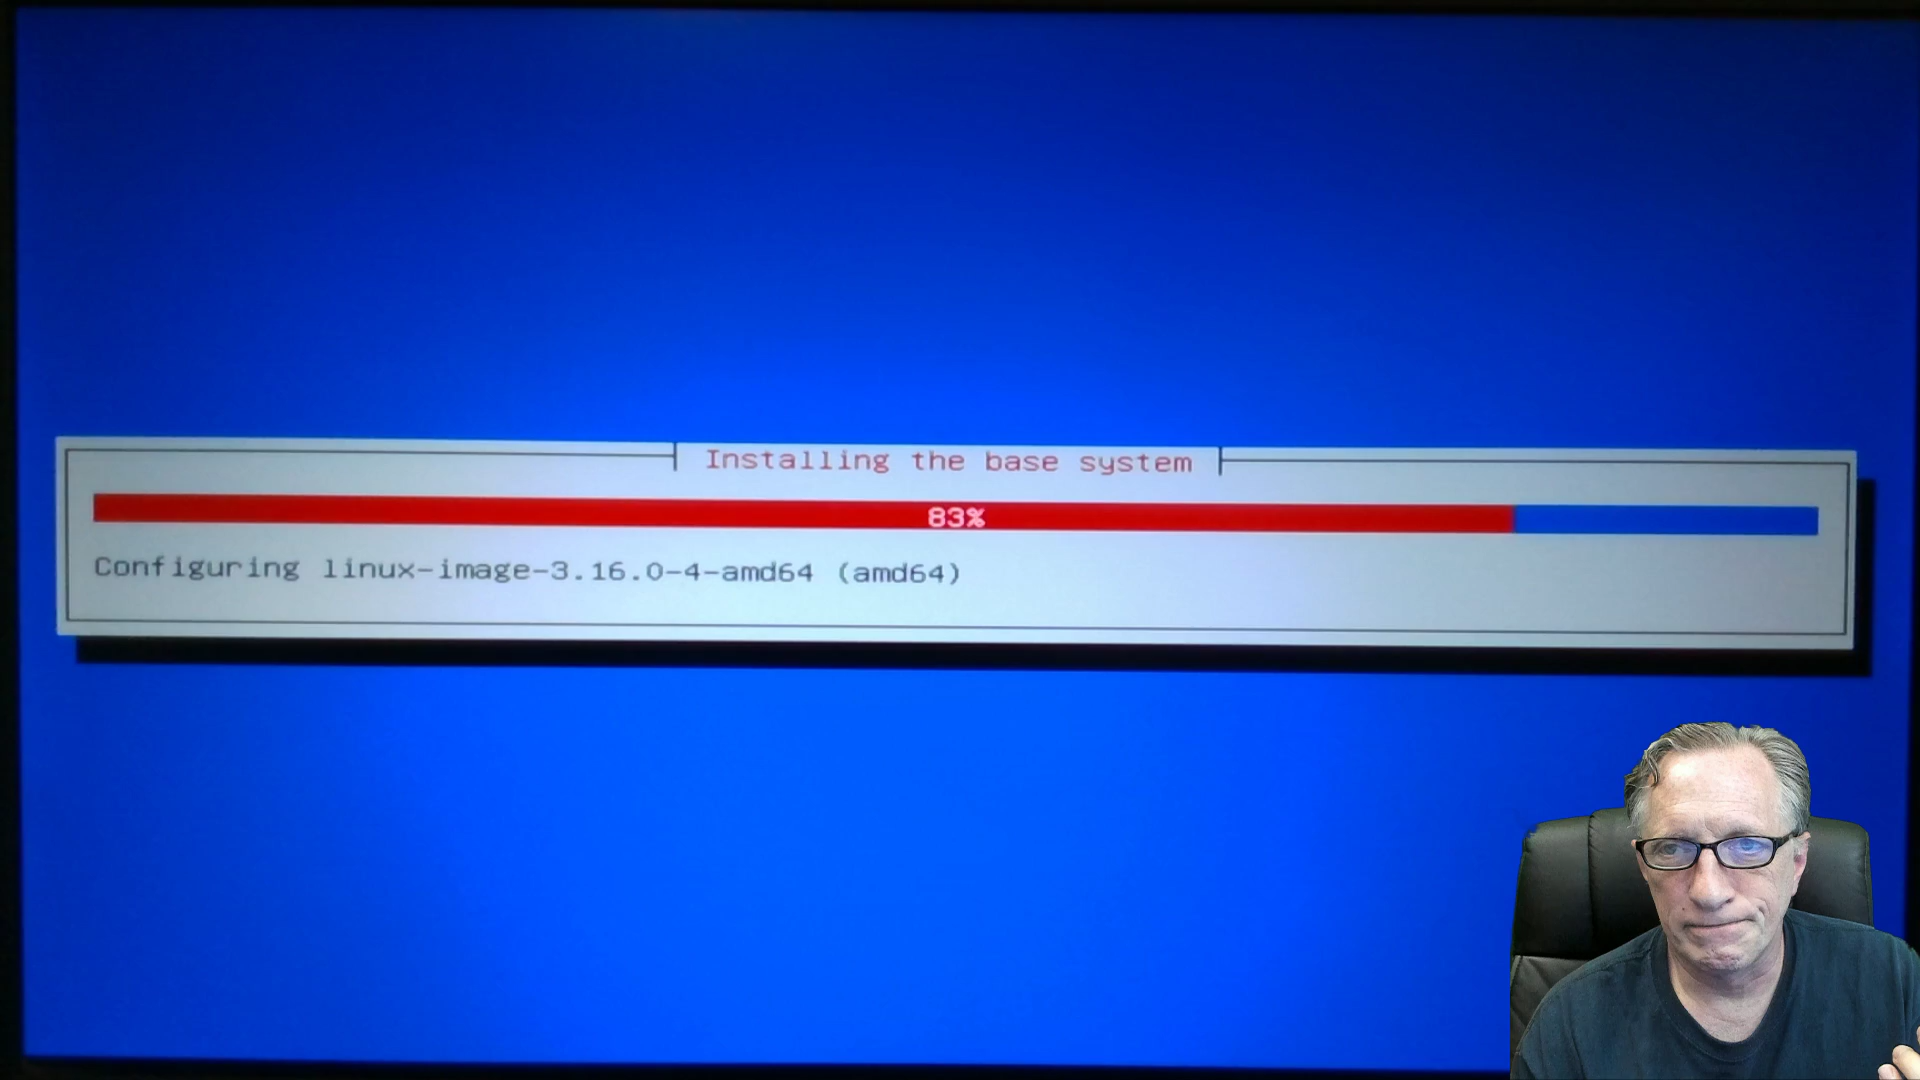 Installing the base system
83%
Configuring linux-image-3.16.0-4-amd64 (amd64)